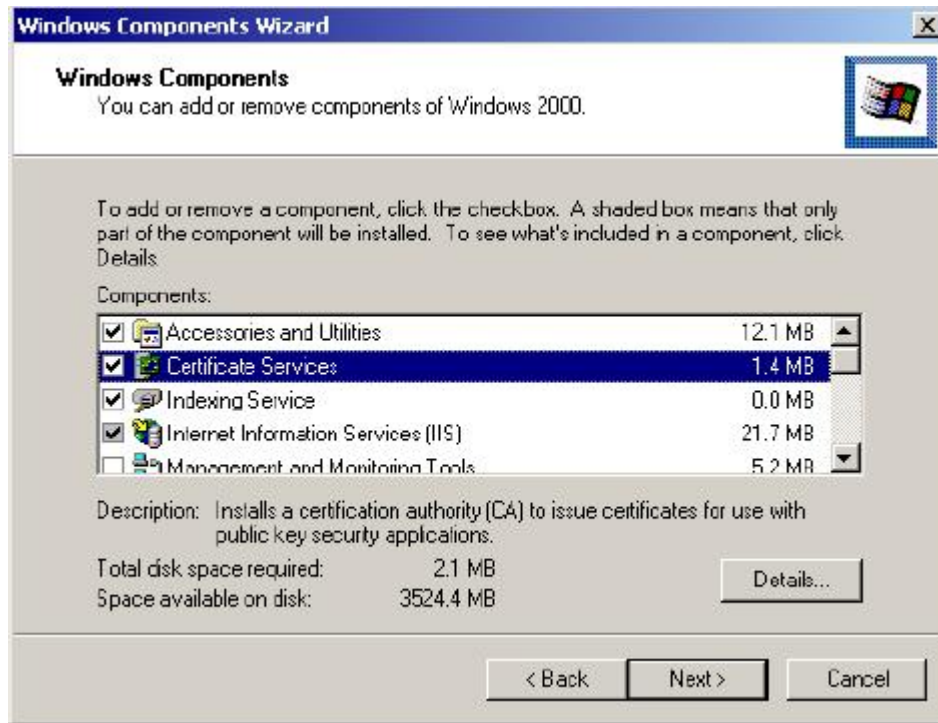 Windows Components Wizard
Windows Components
You can add or remove components of Windows 2000.
To add or remove a component, click the checkbox. A shaded box means that only
part of the component will be installed. To see what's included in a component, click
Details.
Components:
Accessories and Utilities 12.1 MB
Certificate Services 1.4 MB
Indexing Service 0.0 MB
Internet Information Services (IIS) 21.7 MB
Management and Monitoring Tools 5.2 MB
Description: Installs a certification authority (CA) to issue certificates for use with
public key security applications.
Total disk space required: 2.1 MB
Space available on disk: 3524.4 MB
Details...
< Back Next > Cancel